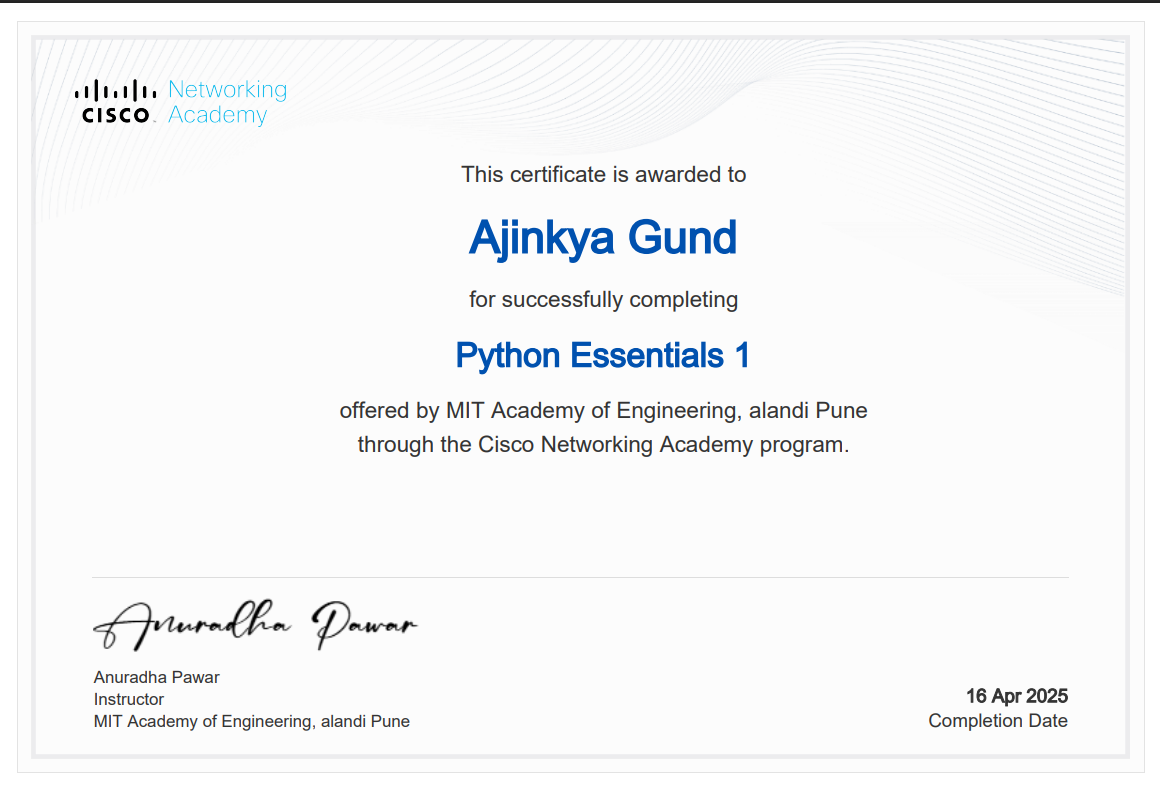 CISCO
Networking
Academy
This certificate is awarded to
Ajinkya Gund
for successfully completing
Python Essentials 1
offered by MIT Academy of Engineering, alandi Pune
through the Cisco Networking Academy program.
Anuradha Pawar
Anuradha Pawar
Instructor
MIT Academy of Engineering, alandi Pune
16 Apr 2025
Completion Date